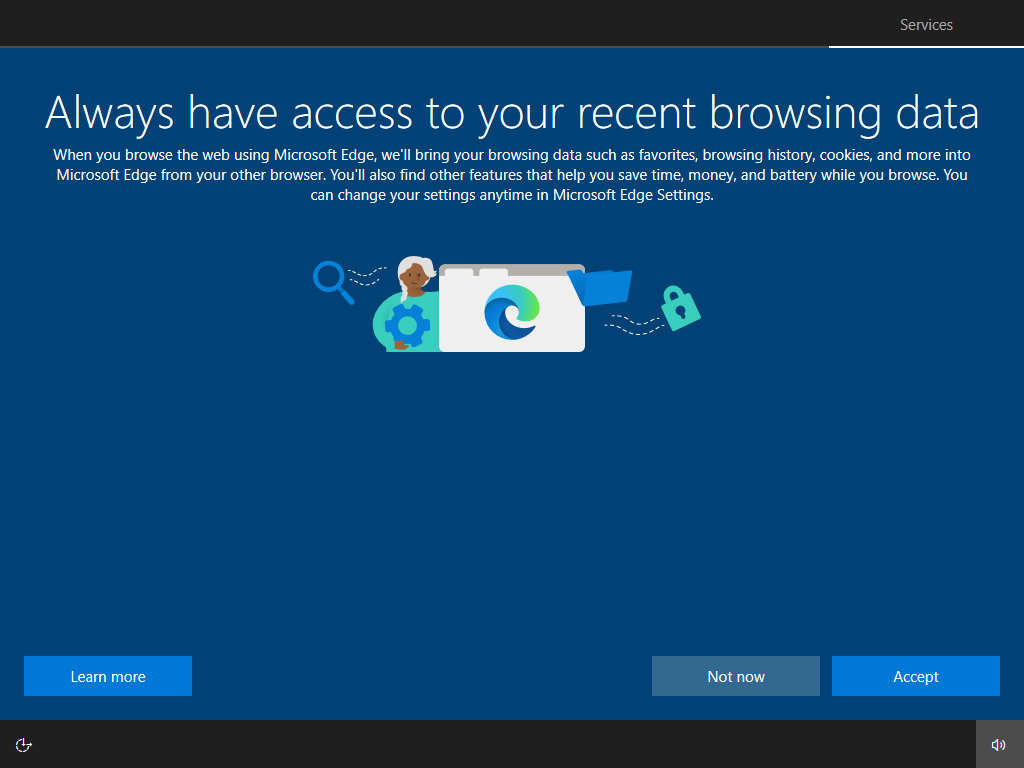 Services
Always have access to your recent browsing data
When you browse the web using Microsoft Edge, we'll bring your browsing data such as favorites, browsing history, cookies, and more into
Microsoft Edge from your other browser. You'll also find other features that help you save time, money, and battery while you browse. You
can change your settings anytime in Microsoft Edge Settings.
Learn more
Not now
Accept